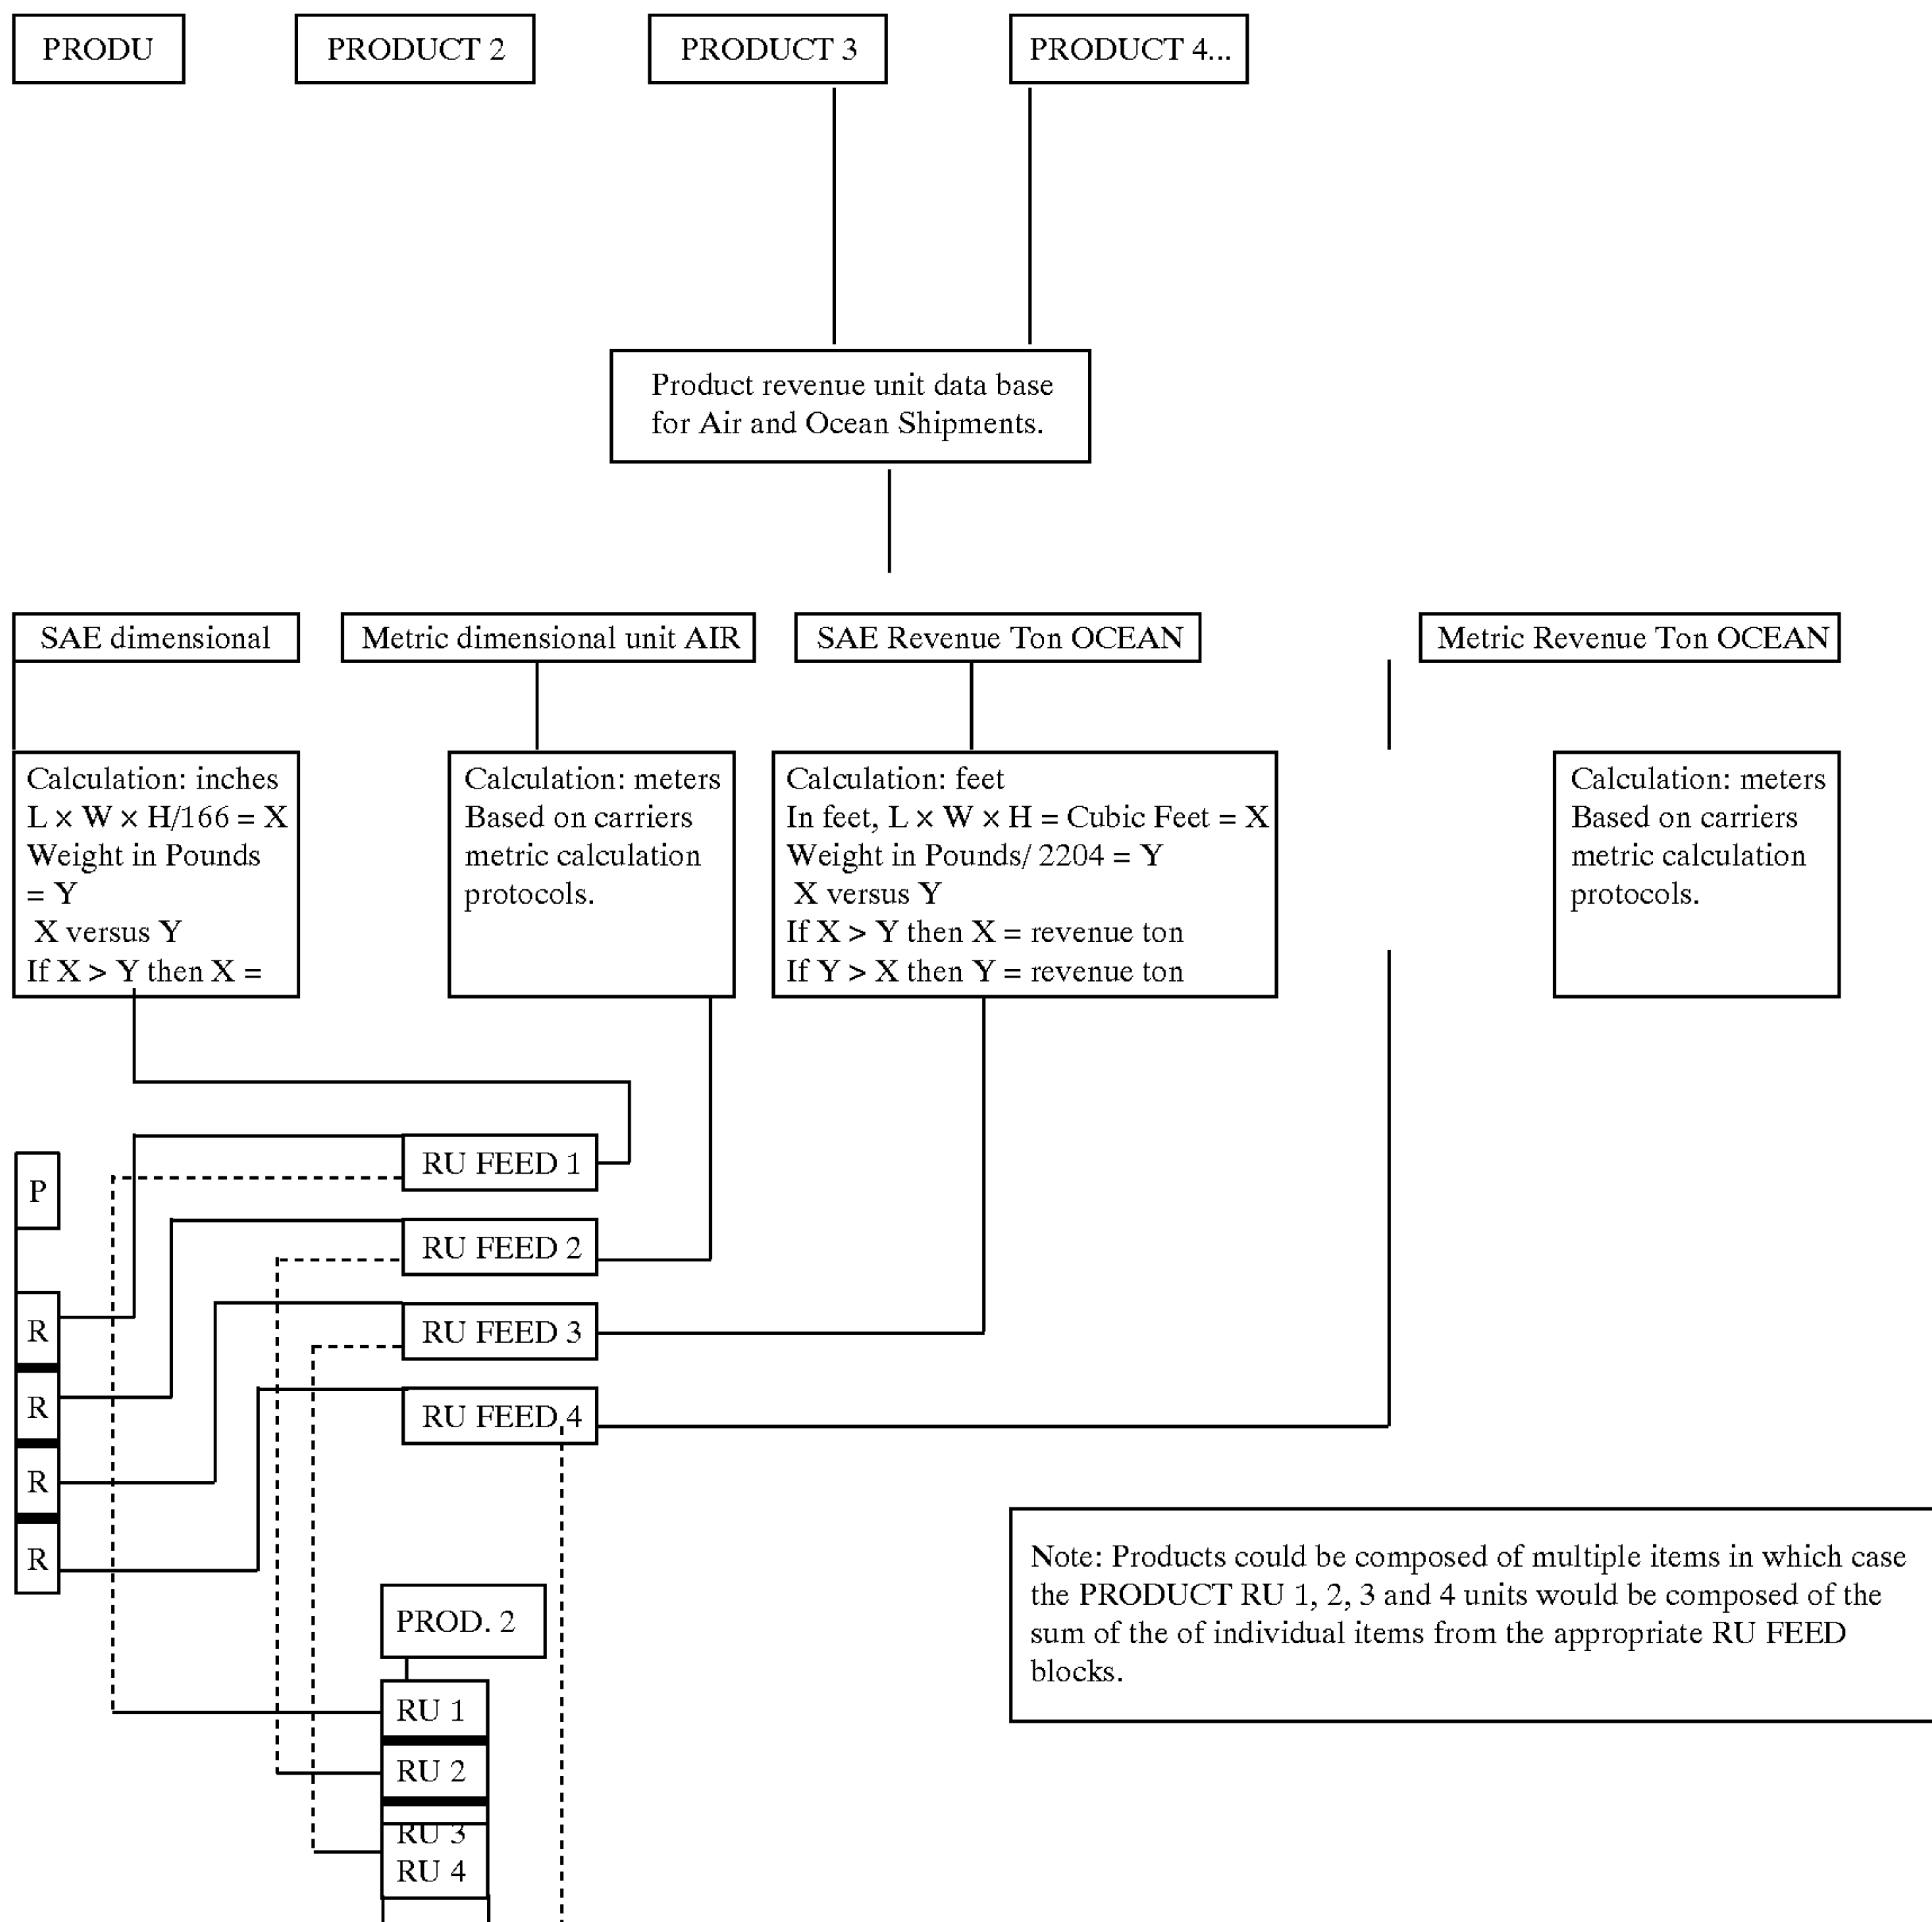 PRODU
PRODUCT 2
PRODUCT 3
PRODUCT 4...
Product revenue unit data base
for Air and Ocean Shipments.
SAE dimensional
Metric dimensional unit AIR
SAE Revenue Ton OCEAN
Metric Revenue Ton OCEAN
Calculation: inches
L × W × H/166 = X
Weight in Pounds
= Y
X versus Y
If X > Y then X =
Calculation: meters
Based on carriers
metric calculation
protocols.
Calculation: feet
In feet, L × W × H = Cubic Feet = X
Weight in Pounds/ 2204 = Y
X versus Y
If X > Y then X = revenue ton
If Y > X then Y = revenue ton
Calculation: meters
Based on carriers
metric calculation
protocols.
RU FEED 1
RU FEED 2
RU FEED 3
RU FEED 4
P
R
R
R
R
PROD. 2
RU 1
RU 2
RU 3
RU 4
Note: Products could be composed of multiple items in which case
the PRODUCT RU 1, 2, 3 and 4 units would be composed of the
sum of the of individual items from the appropriate RU FEED
blocks.